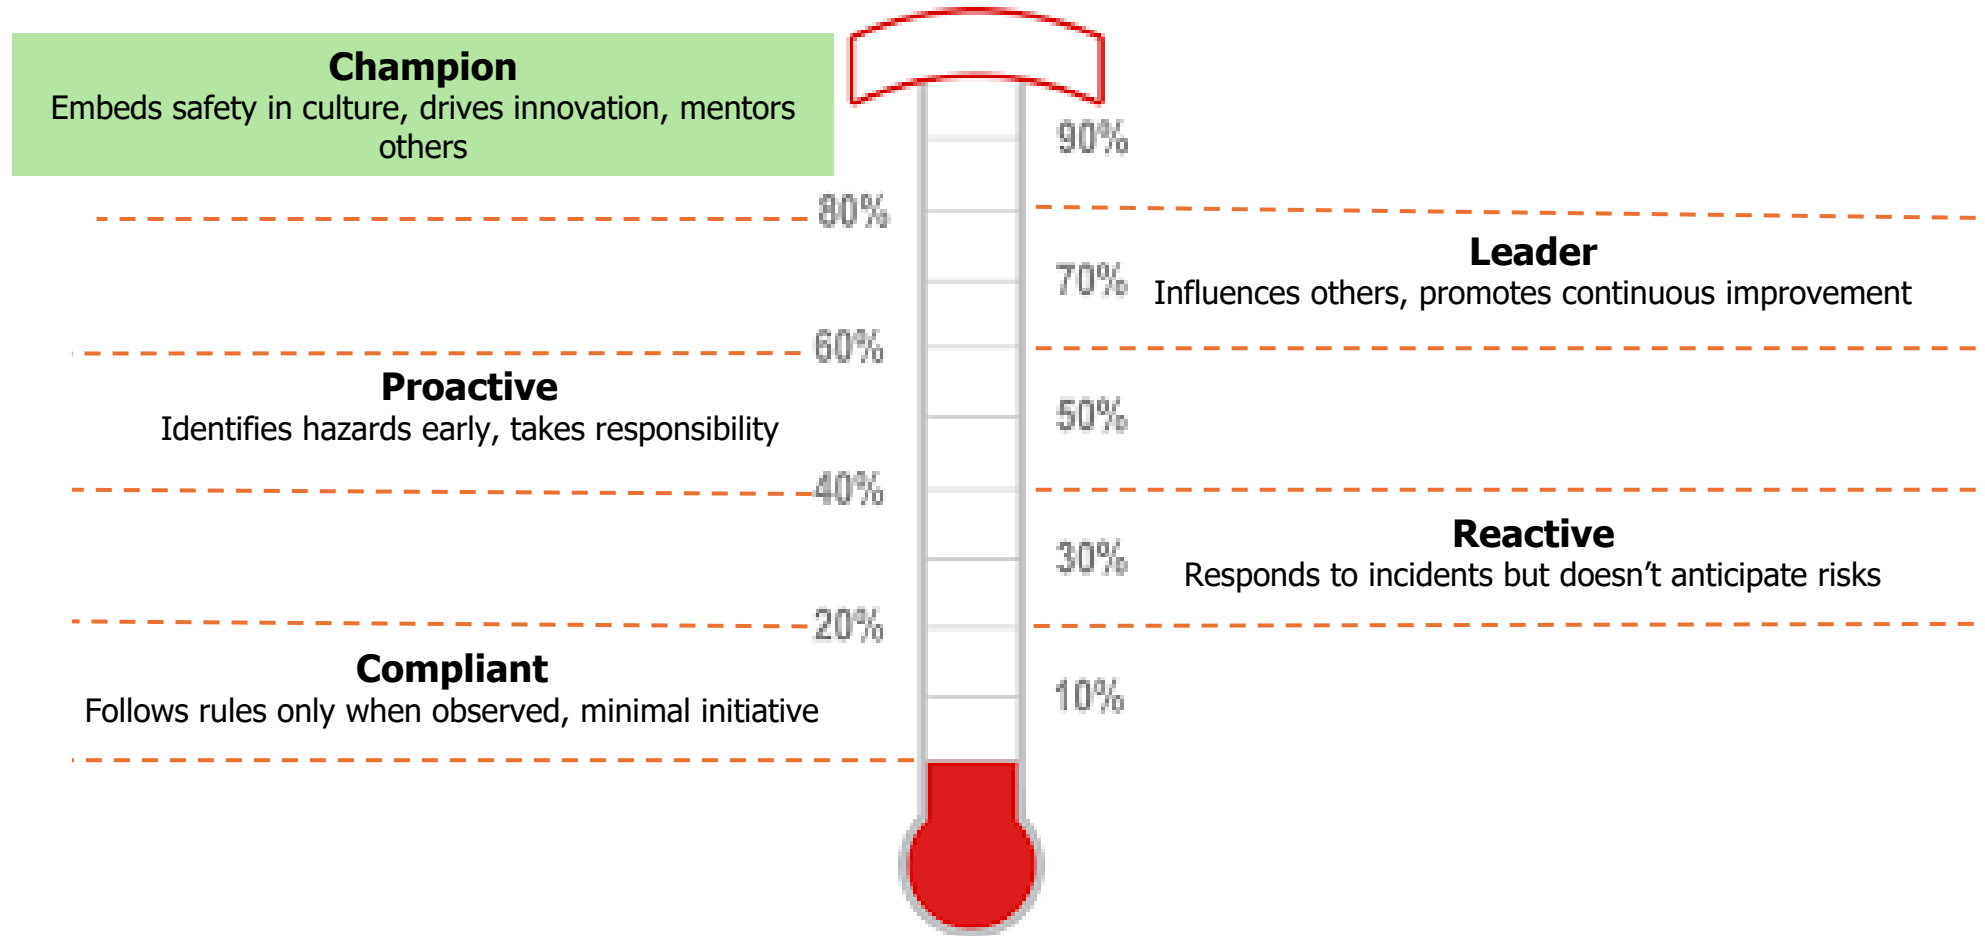 Champion
Embeds safety in culture, drives innovation, mentors
others
90%
80%
Leader
70%
Influences others, promotes continuous improvement
60%
Proactive
Identifies hazards early, takes responsibility
50%
40%
Reactive
30%
Responds to incidents but doesn’t anticipate risks
20%
Compliant
Follows rules only when observed, minimal initiative
10%